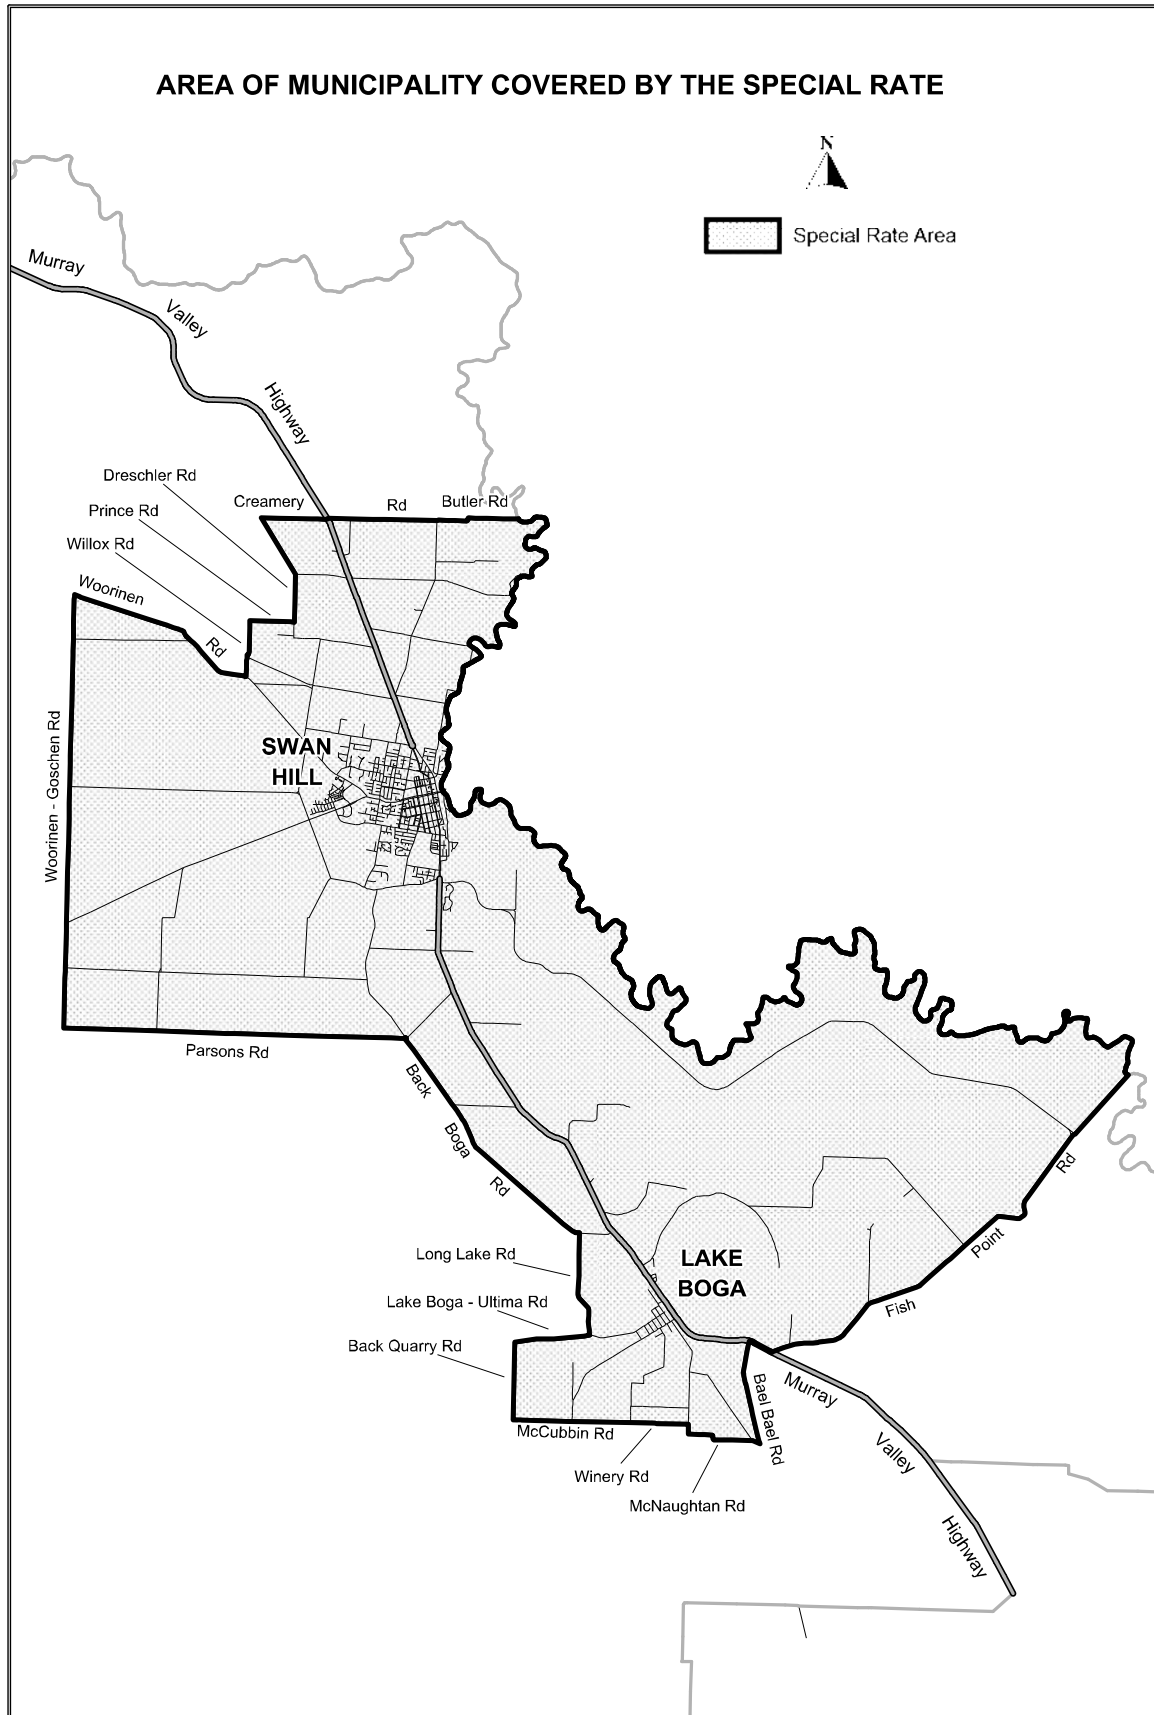 AREA OF MUNICIPALITY COVERED BY THE SPECIAL RATE
N
Special Rate Area
Murray
Valley
Highway
Dreschler Rd
Prince Rd
Willox Rd
Creamery
Rd
Butler Rd
Woorinen
Rd
Woorinen - Goschen Rd
SWAN
HILL
Parsons Rd
Back
Boga
Rd
Rd
Point
Fish
Long Lake Rd
LAKE
BOGA
Lake Boga - Ultima Rd
Back Quarry Rd
McCubbin Rd
Winery Rd
McNaughtan Rd
Bael Bael Rd
Murray
Valley
Highway